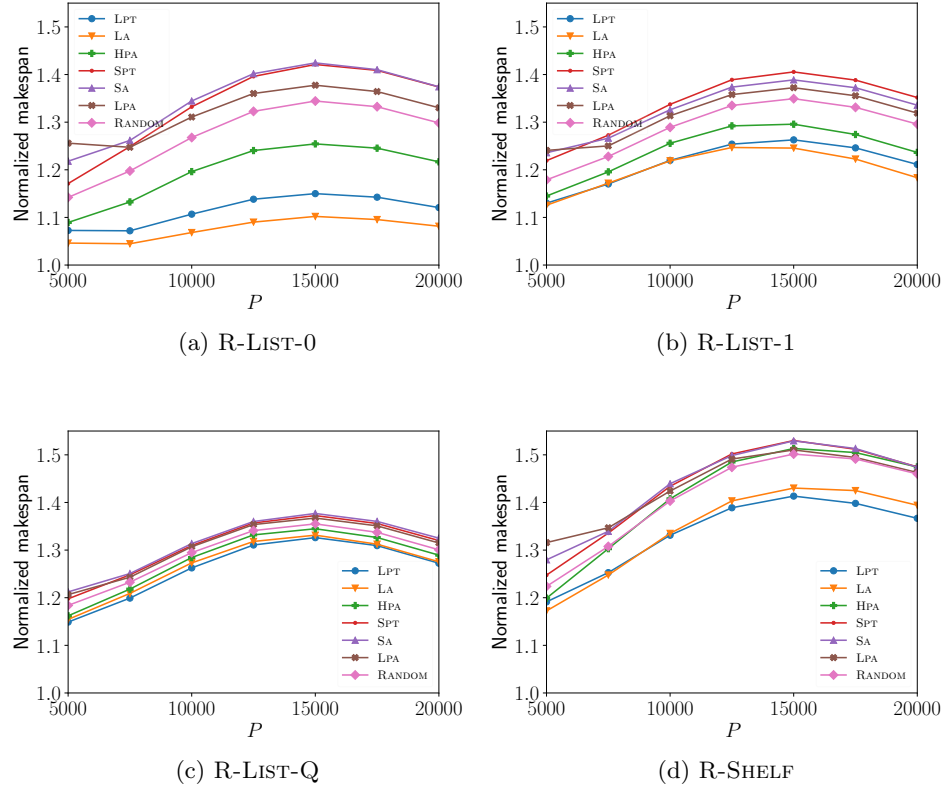 Normalized makespan
1.5
1.4
1.3
1.2
1.1
1.0
5000 10000 15000 20000
P
LPT
LA
HPA
SPT
SA
LPA
RANDOM
(a) R-LIST-0
Normalized makespan
1.5
1.4
1.3
1.2
1.1
1.0
5000 10000 15000 20000
P
LPT
LA
HPA
SPT
SA
LPA
RANDOM
(b) R-LIST-1
Normalized makespan
1.5
1.4
1.3
1.2
1.1
1.0
5000 10000 15000 20000
P
LPT
LA
HPA
SPT
SA
LPA
RANDOM
(c) R-LIST-Q
Normalized makespan
1.5
1.4
1.3
1.2
1.1
1.0
5000 10000 15000 20000
P
LPT
LA
HPA
SPT
SA
LPA
RANDOM
(d) R-SHELF